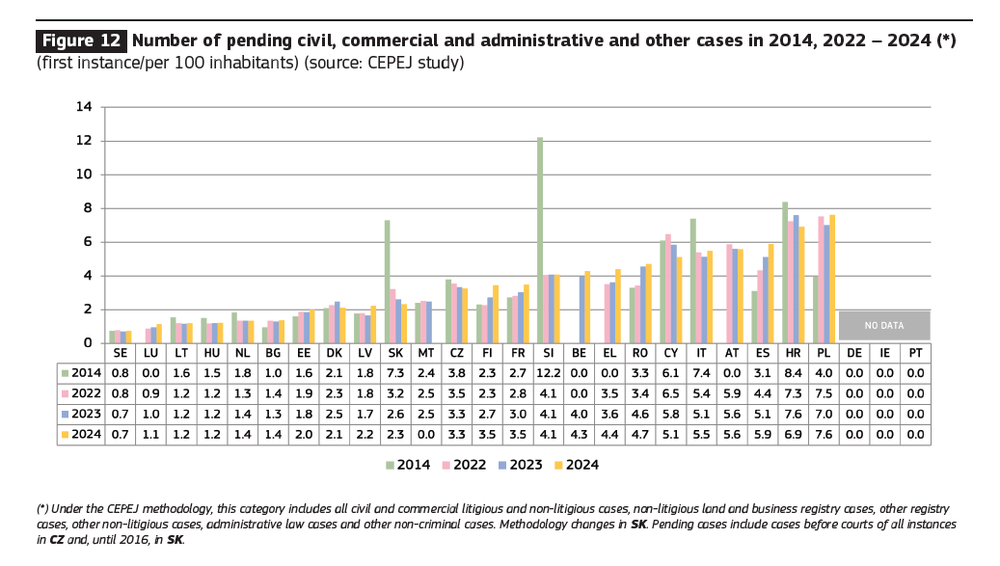 Figure 12 Number of pending civil, commercial and administrative and other cases in 2014, 2022 – 2024 (*)
(first instance/per 100 inhabitants) (source: CEPEJ study)
14
12
10
8
6
4
2
0
NO DATA
SE LU LT HU NL BG EE DK LV SK MT CZ FI FR SI BE EL RO CY IT AT ES HR PL DE IE PT
2014 0.8 0.0 1.6 1.5 1.8 1.0 1.6 2.1 1.8 7.3 2.4 3.8 2.3 2.7 12.2 0.0 0.0 3.3 6.1 7.4 0.0 3.1 8.4 4.0 0.0 0.0 0.0
2022 0.8 0.9 1.2 1.2 1.3 1.4 1.9 2.3 1.8 3.2 2.5 3.5 2.3 2.8 4.1 0.0 3.5 3.4 6.5 5.4 5.9 4.4 7.3 7.5 0.0 0.0 0.0
2023 0.7 1.0 1.2 1.2 1.4 1.3 1.8 2.5 1.7 2.6 2.5 3.3 2.7 3.0 4.1 4.0 3.6 4.6 5.8 5.1 5.6 5.1 7.6 7.0 0.0 0.0 0.0
2024 0.7 1.1 1.2 1.2 1.4 1.4 2.0 2.1 2.2 2.3 0.0 3.3 3.5 3.5 4.1 4.3 4.4 4.7 5.1 5.5 5.6 5.9 6.9 7.6 0.0 0.0 0.0
2014 2022 2023 2024
(*) Under the CEPEJ methodology, this category includes all civil and commercial litigious and non-litigious cases, non-litigious land and business registry cases, other registry
cases, other non-litigious cases, administrative law cases and other non-criminal cases. Methodology changes in SK. Pending cases include cases before courts of all instances
in CZ and, until 2016, in SK.